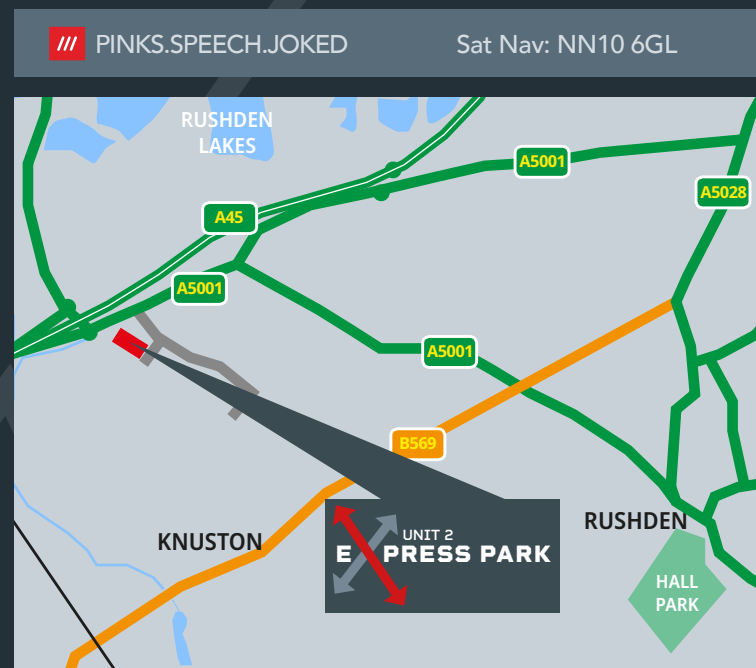 /// PINKS.SPEECH.JOKED
Sat Nav: NN10 6GL
RUSHDEN
LAKES
A5001
A5028
A45
A5001
A5001
B569
KNUSTON
RUSHDEN
UNIT 2
EXPRESS PARK
HALL
PARK